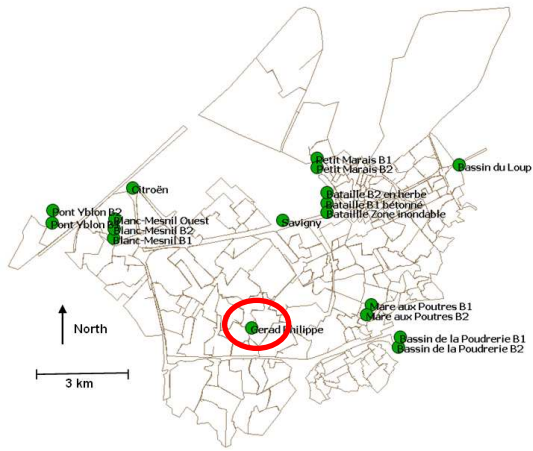 Petit Marais B1
Petit Marais B2
Bassin du Loup
Citroën
Bataille B2 en herbe
Bataille B1 bétonné
Bataille Zone inondable
Pont Yblon B2
Pont Yblon B
Blanc-Mesnil Ouest
Blanc-Mesnil B2
Blanc-Mesnil B1
Savigny
Mare aux Poutres B1
Mare aux Poutres B2
Gerad Philippe
North
Bassin de la Poudrerie B1
Bassin de la Poudrerie B2
3 km